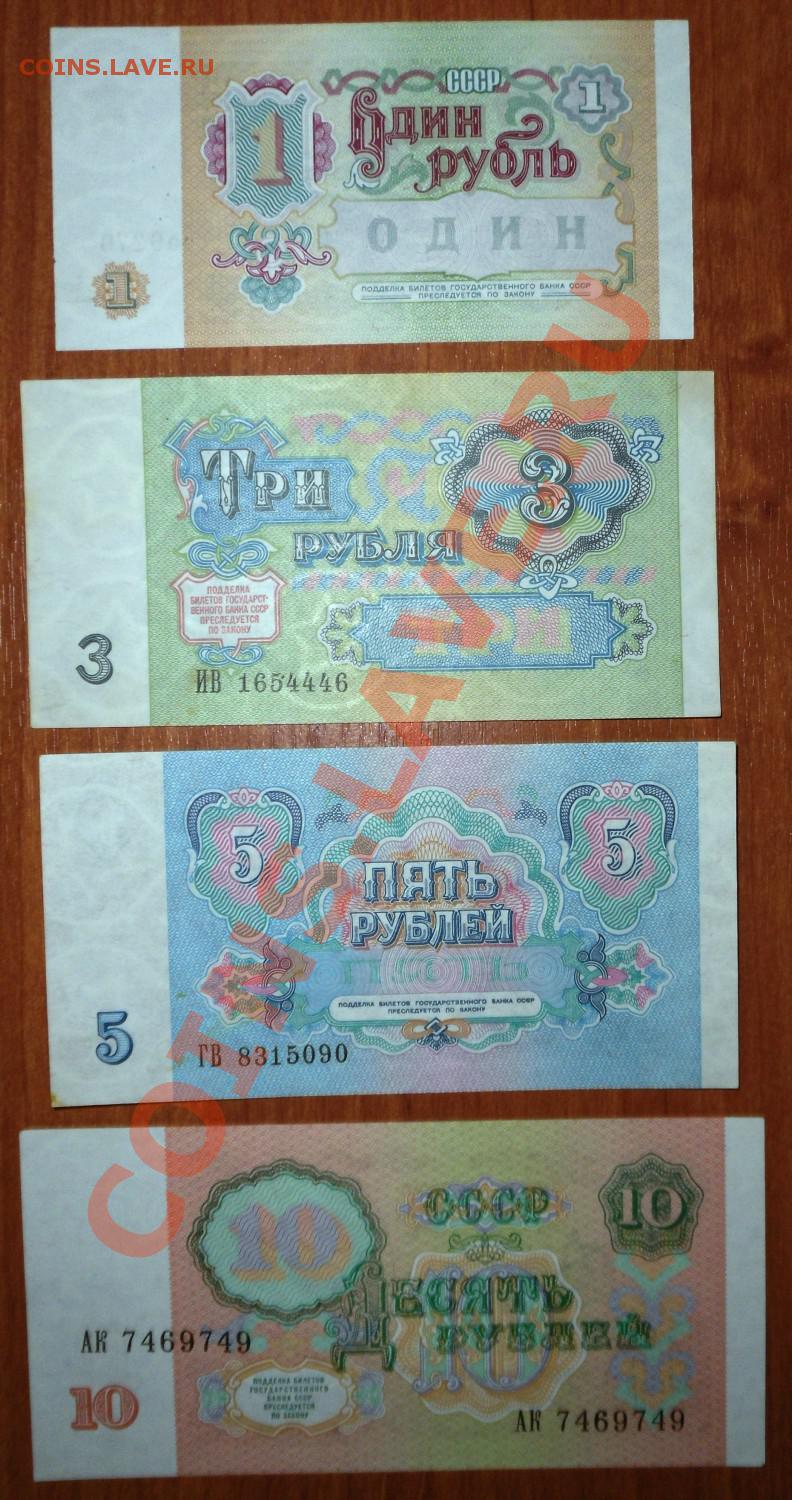 COINS.LAVE.RU
СССР
1
1
Один
рубль
ОДИН
ПОДДЕЛКА БИЛЕТОВ ГОСУДАРСТВЕННОГО БАНКА СССР
ПРЕСЛЕДУЕТСЯ ПО ЗАКОНУ
1
Три
3
РУБЛЯ
ПОДДЕЛКА
БИЛЕТОВ ГОСУДАРСТ-
ВЕННОГО БАНКА СССР
ПРЕСЛЕДУЕТСЯ
ПО ЗАКОНУ
ТРИ
3
ИВ 1654446
5
5
ПЯТЬ
РУБЛЕЙ
ПОДДЕЛКА БИЛЕТОВ ГОСУДАРСТВЕННОГО БАНКА СССР
ПРЕСЛЕДУЕТСЯ ПО ЗАКОНУ
5
ГВ 8315090
СССР
10
10
Десять
рублей
10
АК 7469749
ПОДДЕЛКА БИЛЕТОВ
ГОСУДАРСТВЕННОГО
БАНКА СССР
ПРЕСЛЕДУЕТСЯ
ПО ЗАКОНУ
10
АК 7469749
COINS.LAVE.RU